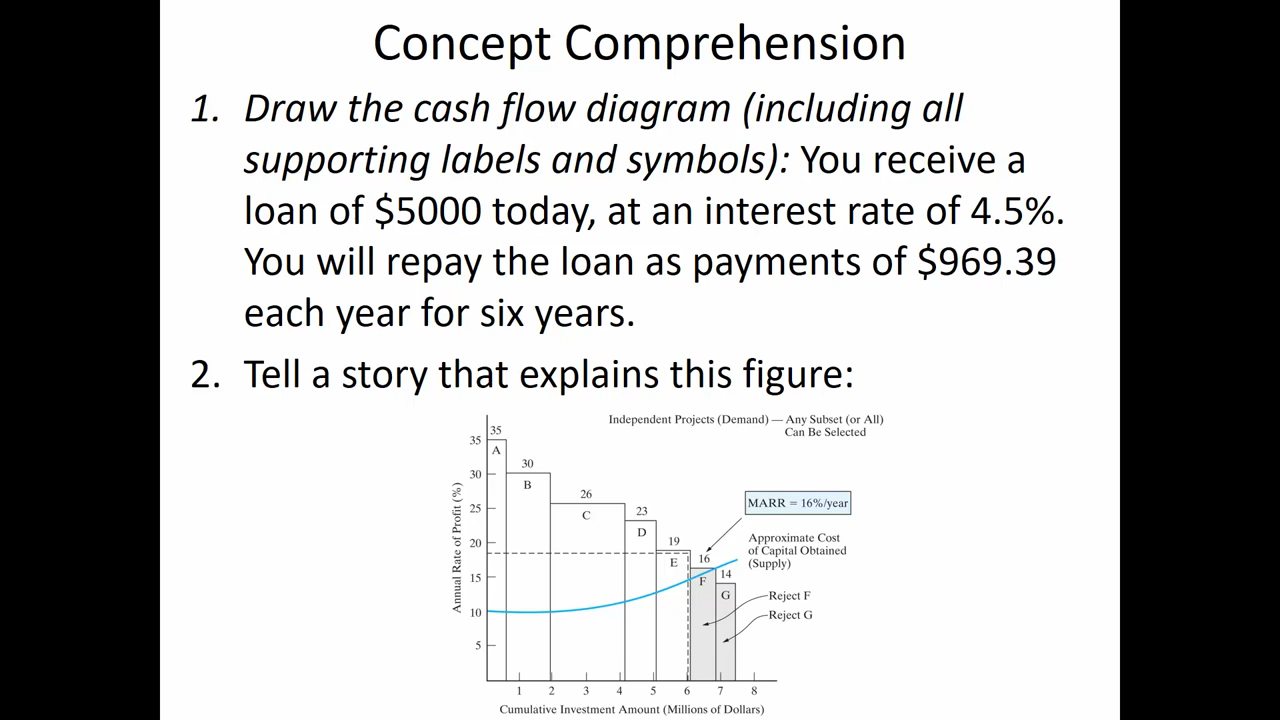 Concept Comprehension
1. Draw the cash flow diagram (including all
supporting labels and symbols): You receive a
loan of $5000 today, at an interest rate of 4.5%.
You will repay the loan as payments of $969.39
each year for six years.
2. Tell a story that explains this figure:
Independent Projects (Demand) — Any Subset (or All)
Can Be Selected
Annual Rate of Profit (%)
35
30
25
20
15
10
5
35
A
30
B
26
C
23
D
19
E
16
F
14
G
MARR = 16%/year
Approximate Cost
of Capital Obtained
(Supply)
Reject F
Reject G
1 2 3 4 5 6 7 8
Cumulative Investment Amount (Millions of Dollars)